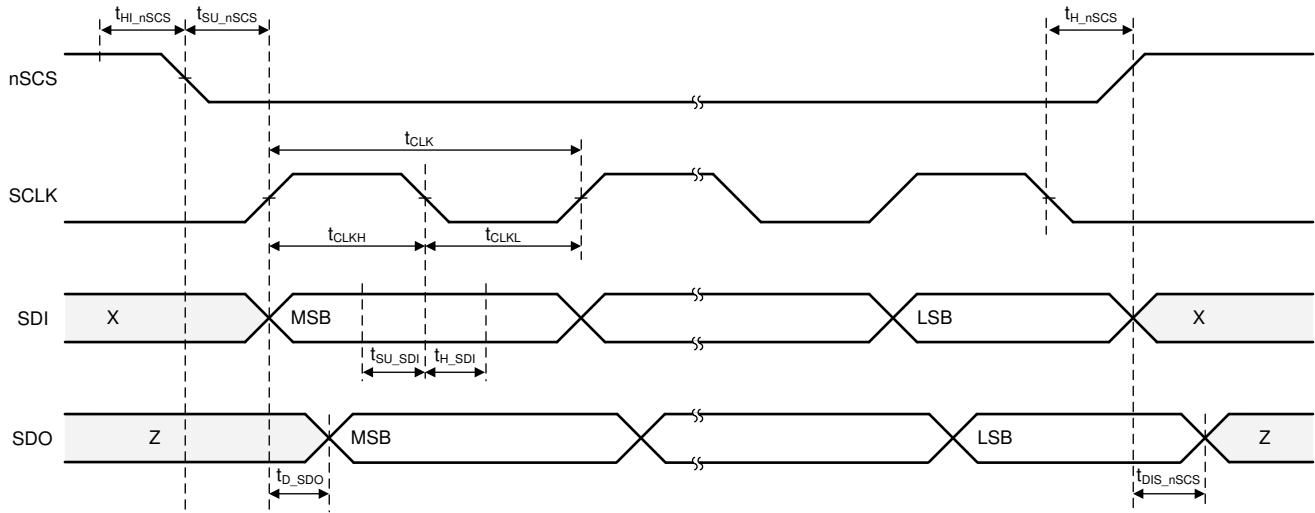 tHI_nSCS tSU_nSCS tH_nSCS
nSCS
tCLK
SCLK
tCLKH tCLKL
SDI X MSB LSB X
tSU_SDI tH_SDI
SDO Z MSB LSB Z
tD_SDO tDIS_nSCS